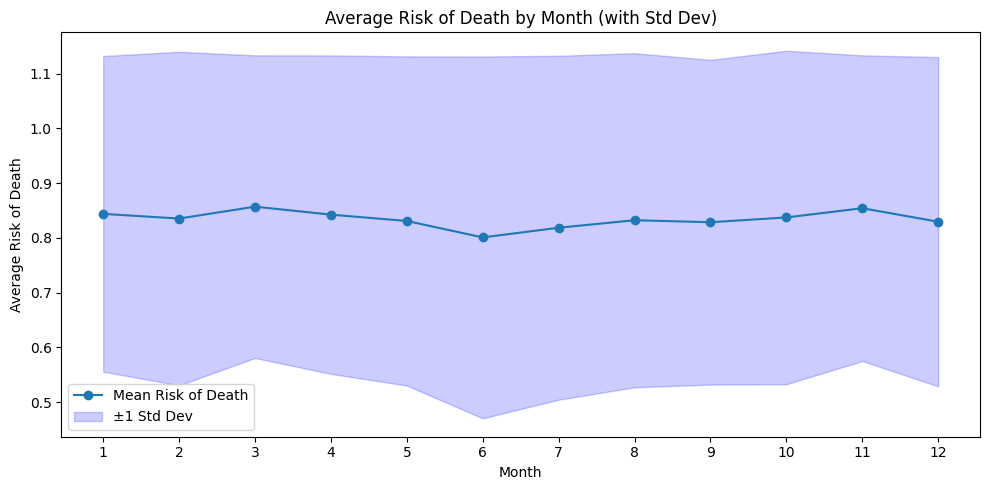 Average Risk of Death by Month (with Std Dev)
Average Risk of Death
1.1
1.0
0.9
0.8
0.7
0.6
0.5
Mean Risk of Death
±1 Std Dev
1 2 3 4 5 6 7 8 9 10 11 12
Month